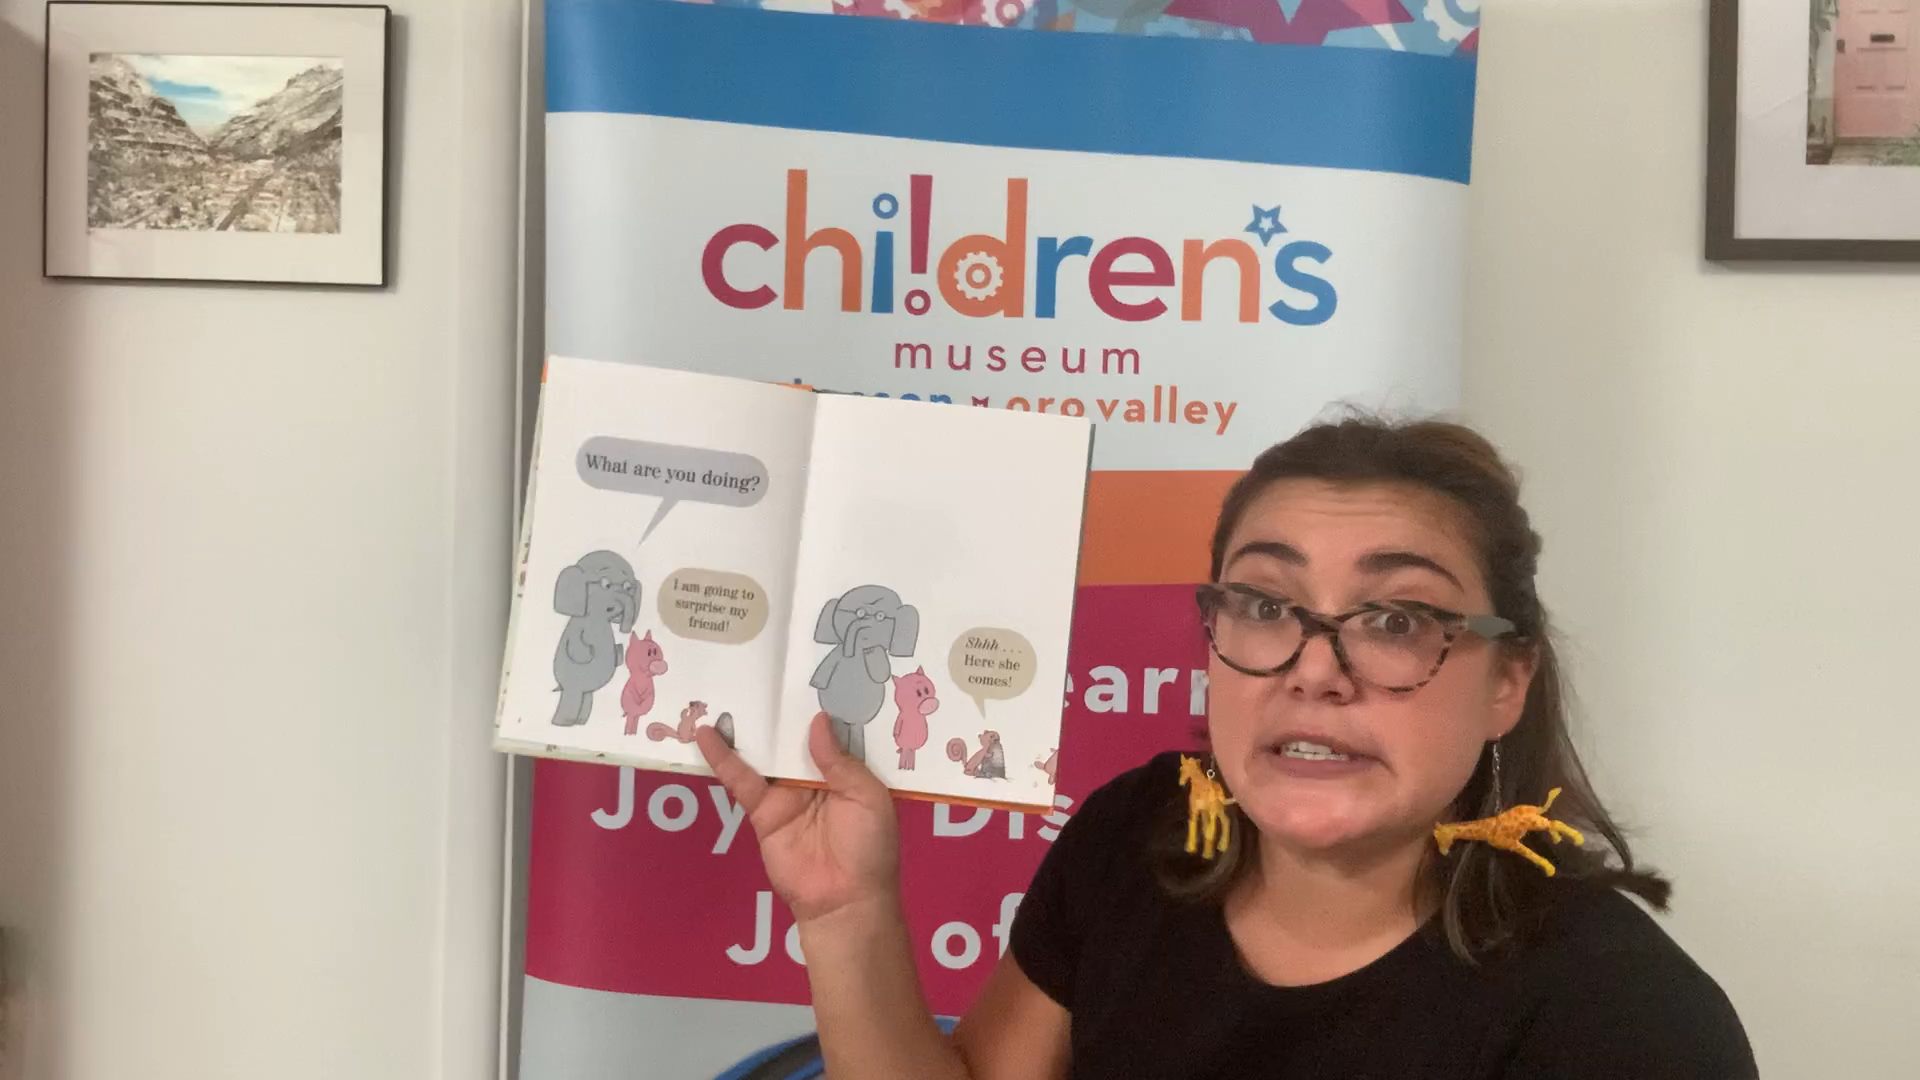 children's
museum
oro valley
What are you doing?
I am going to
surprise my
friend!
Shhh . . .
Here she
comes!
Joy
of